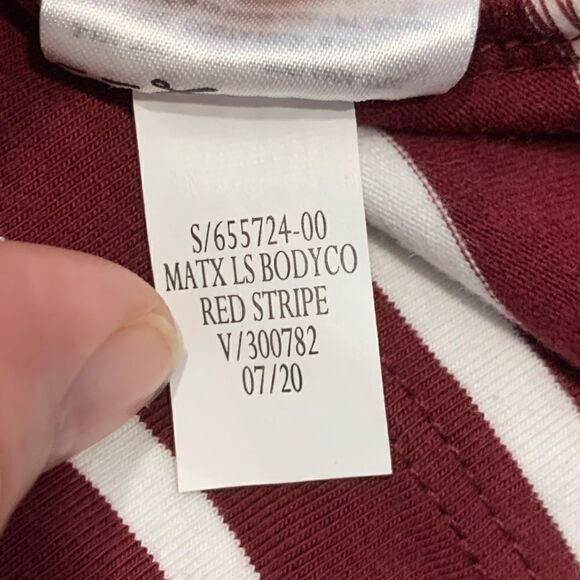 S/655724-00
MATX LS BODYCO
RED STRIPE
V/300782
07/20